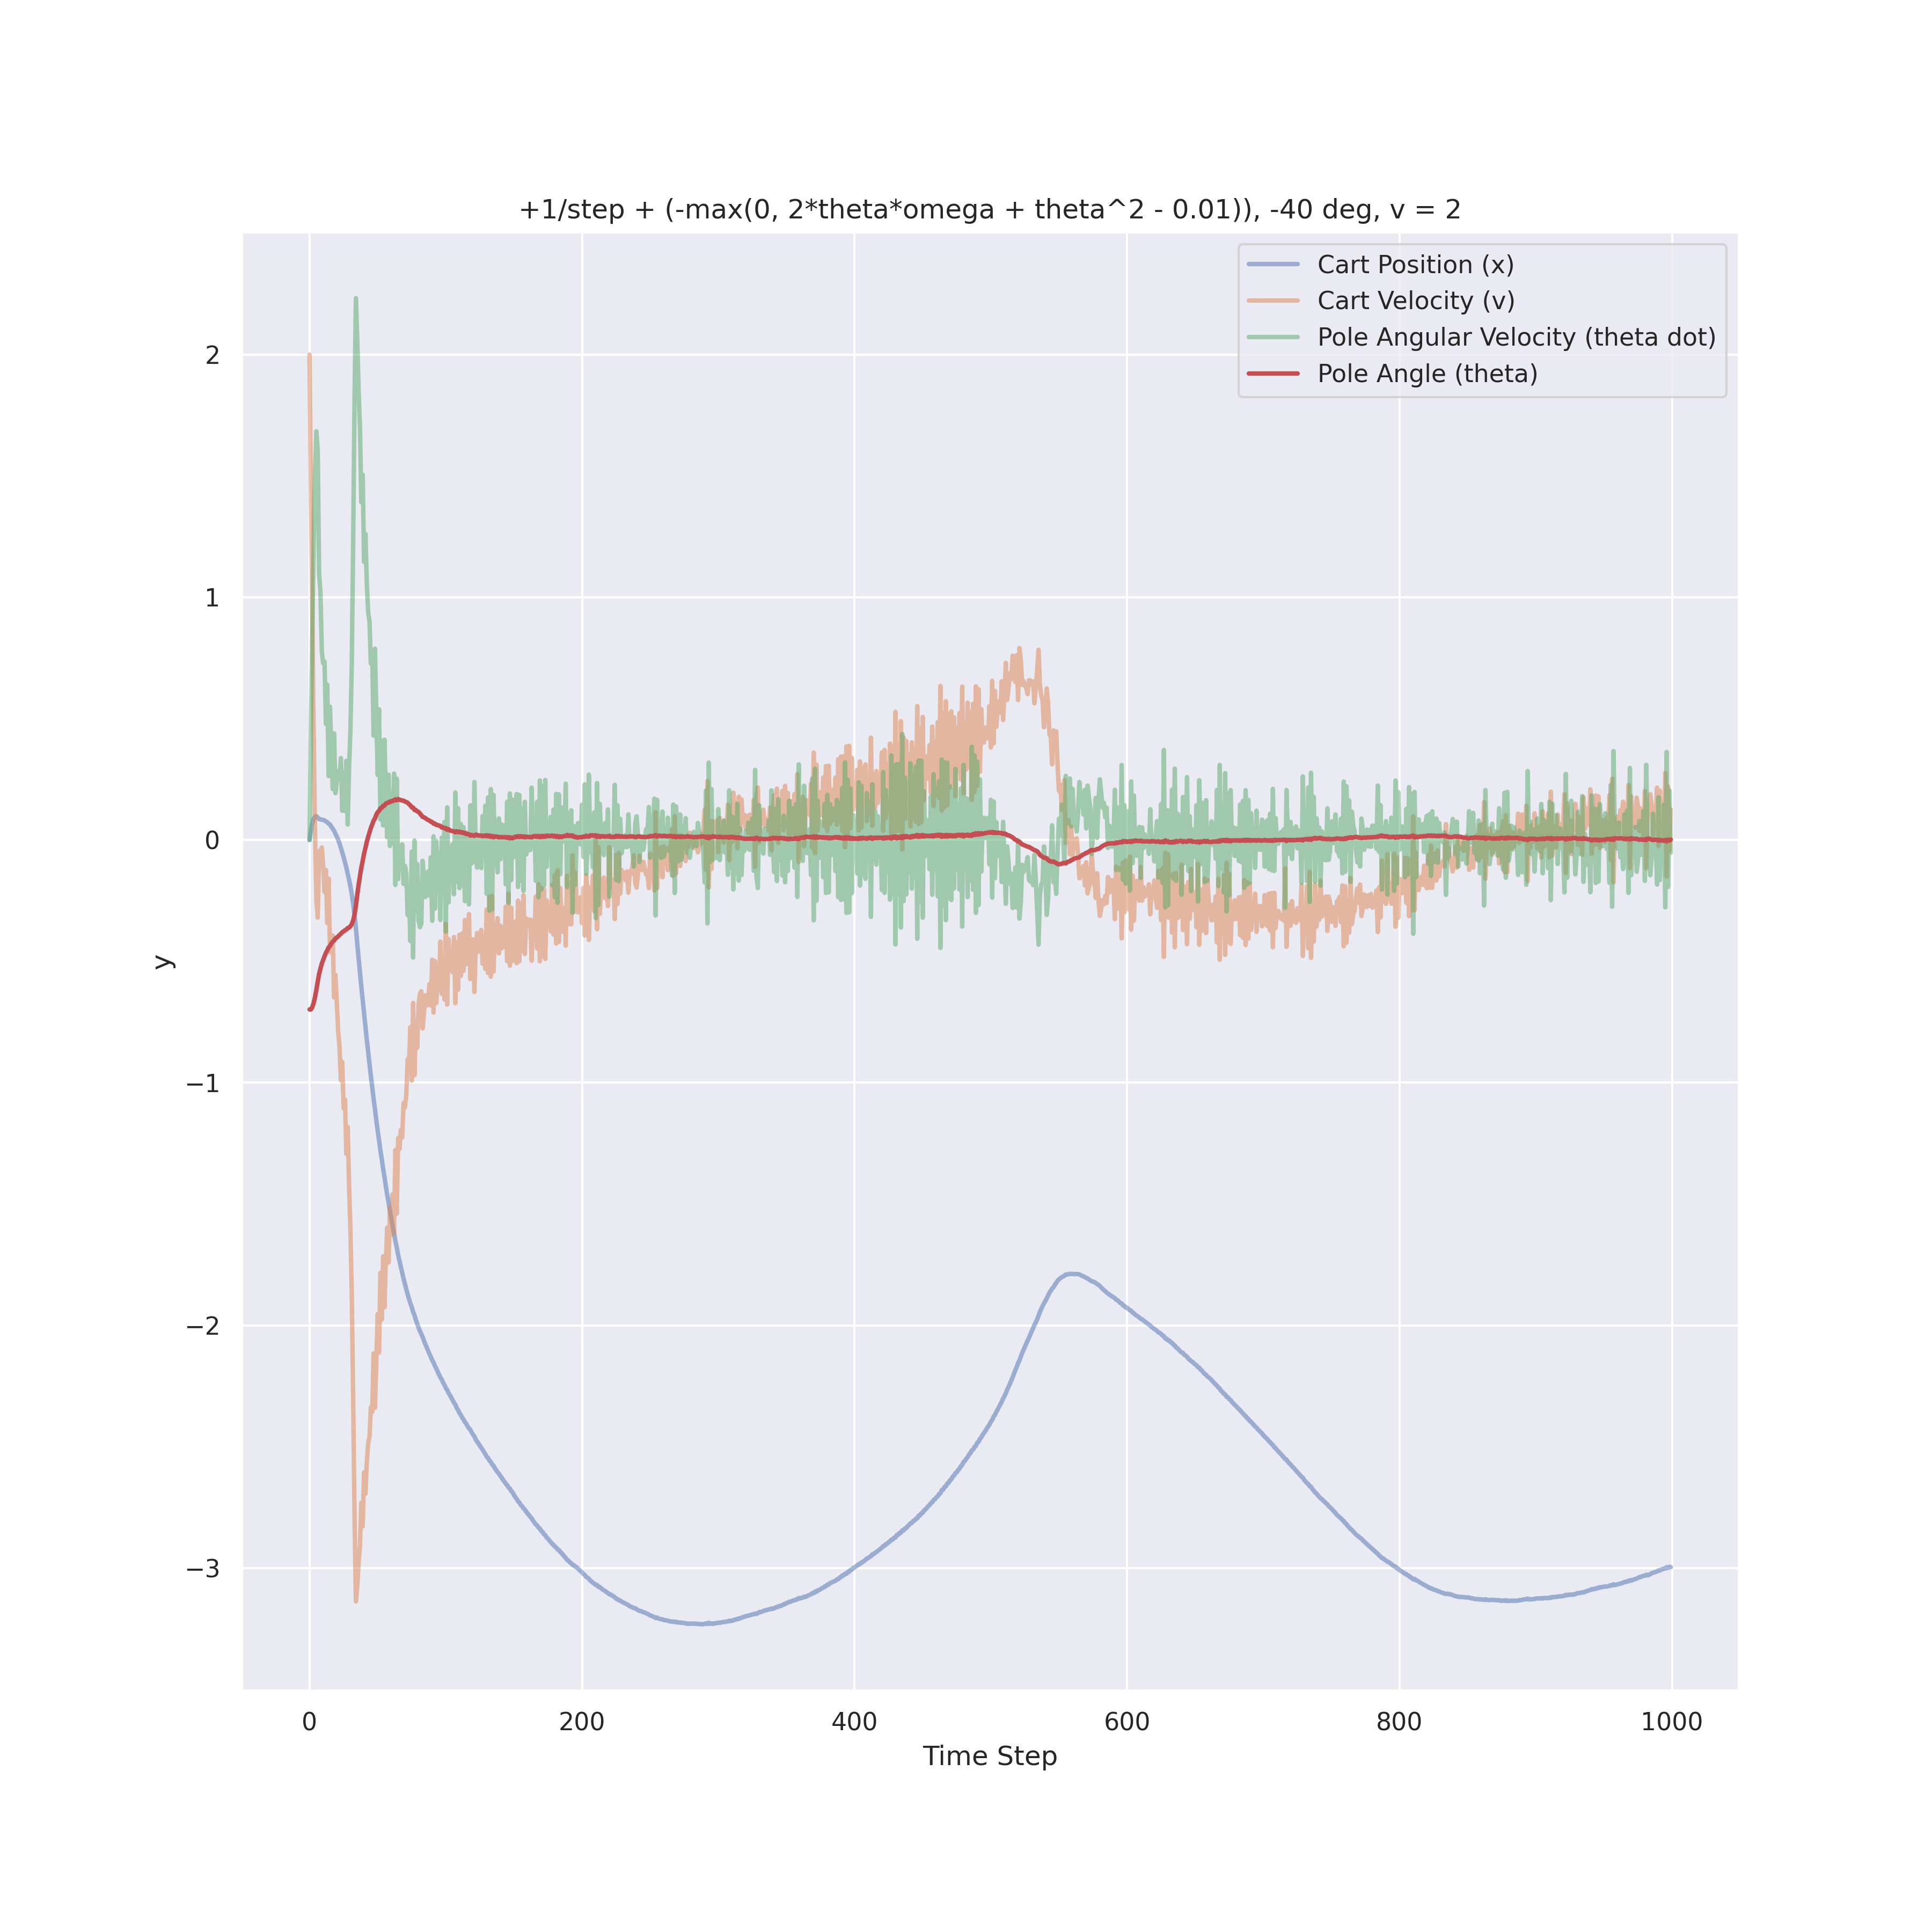 +1/step + (-max(0, 2*theta*omega + theta^2 - 0.01)), -40 deg, v = 2
Cart Position (x)
Cart Velocity (v)
Pole Angular Velocity (theta dot)
Pole Angle (theta)
2
1
0
−1
−2
−3
y
0 200 400 600 800 1000
Time Step